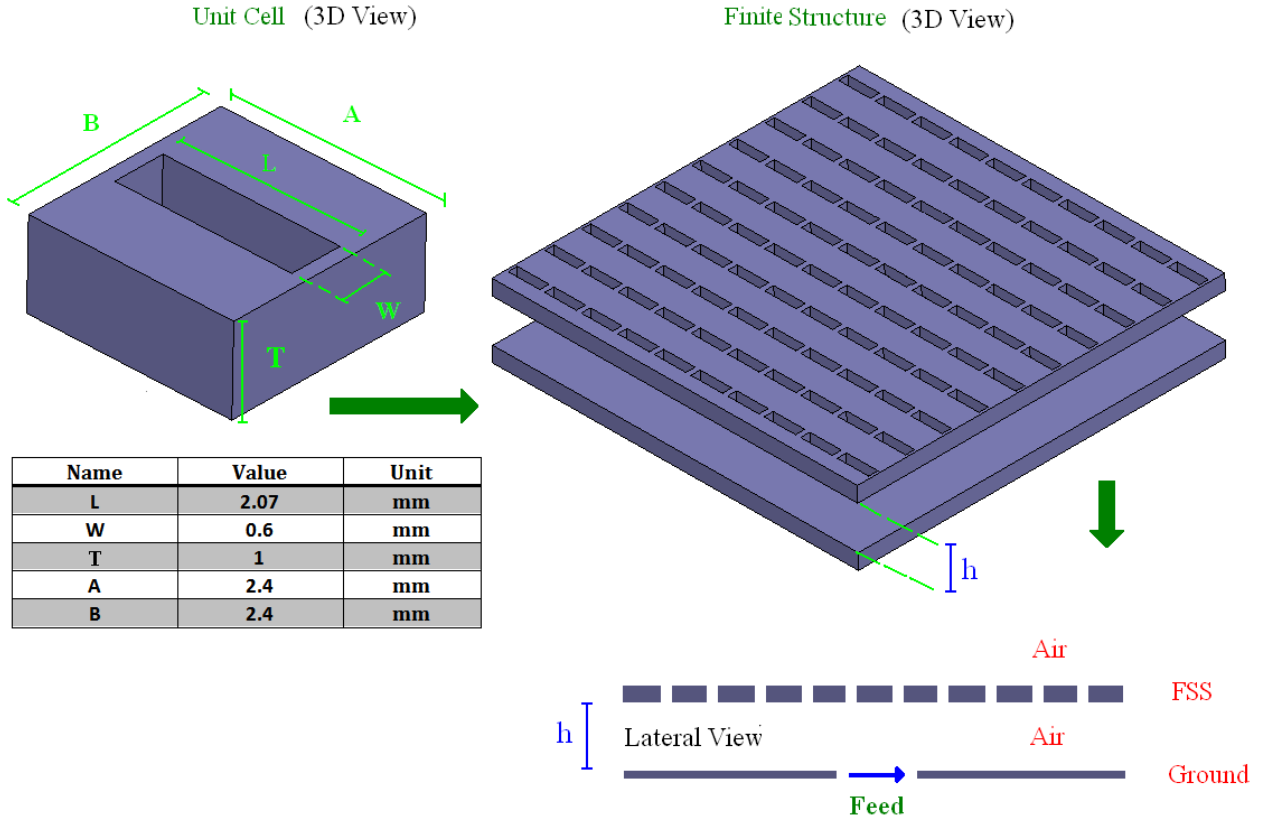 Unit Cell (3D View)
Finite Structure (3D View)
B
A
L
W
T
h
Name Value Unit
L 2.07 mm
W 0.6 mm
T 1 mm
A 2.4 mm
B 2.4 mm
Air
FSS
h
Lateral View
Air
Ground
Feed